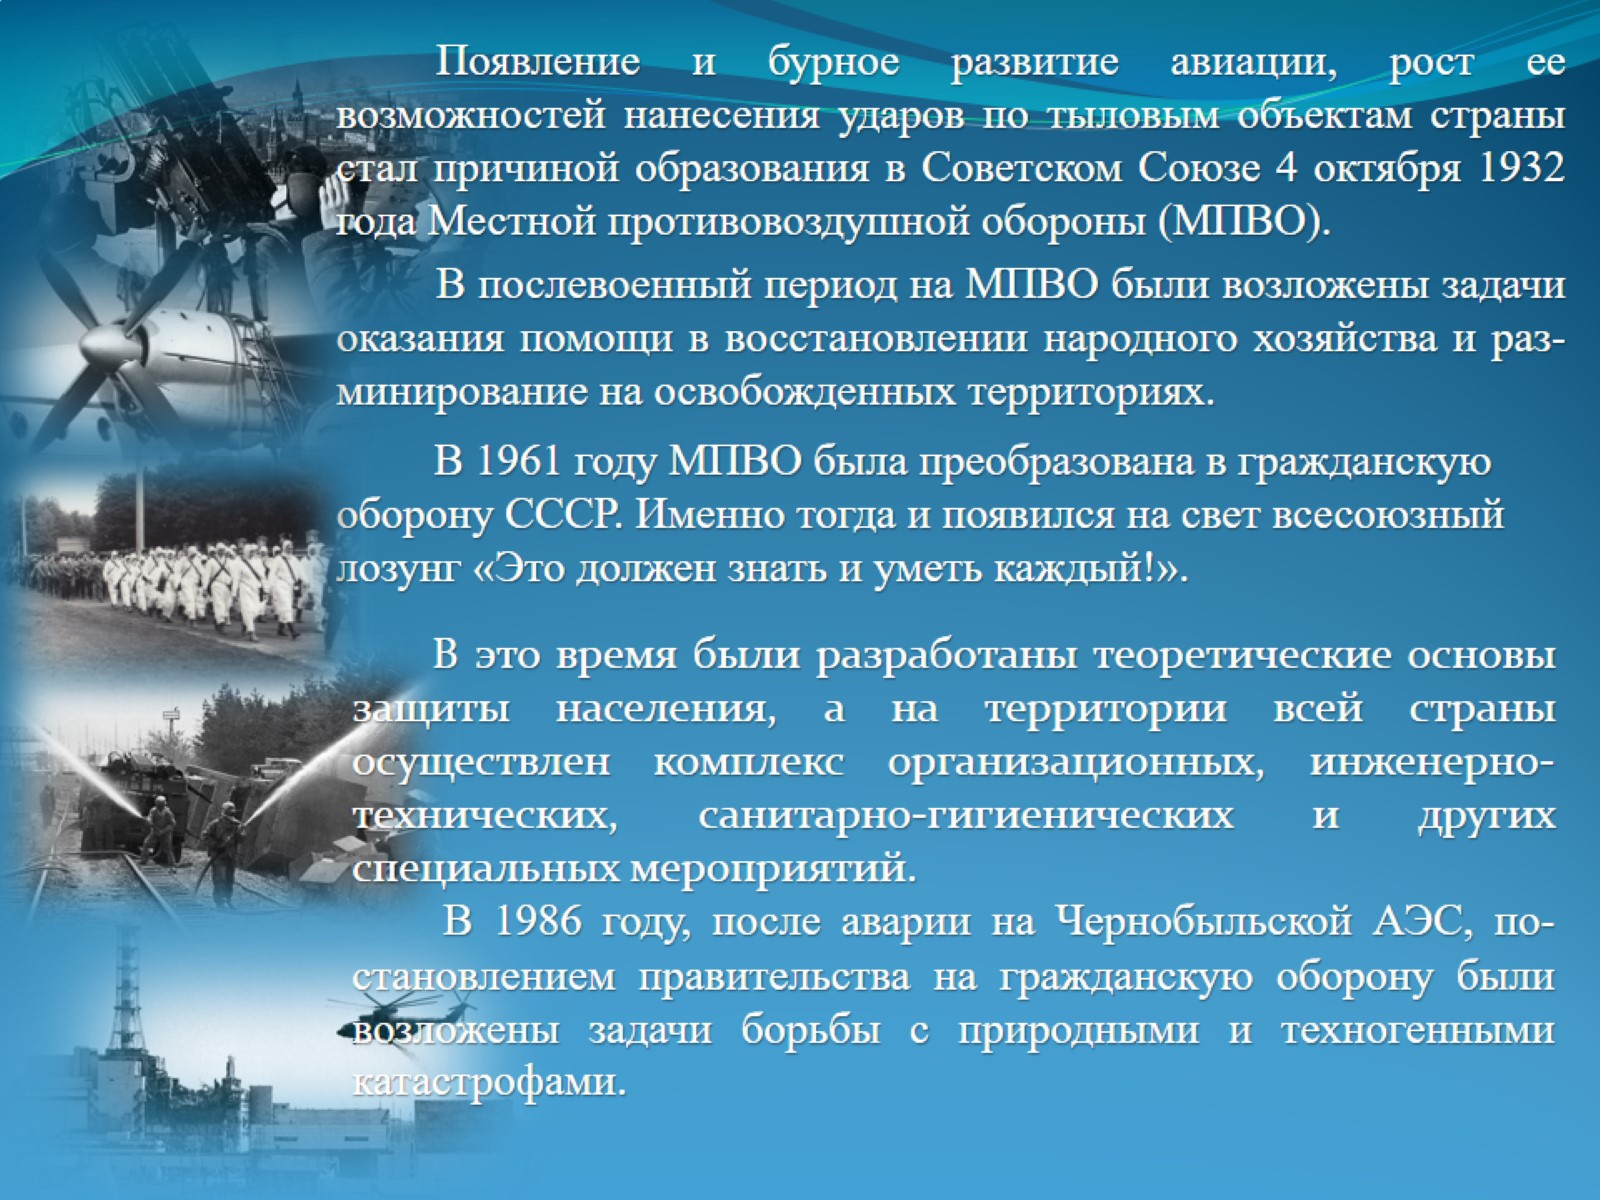 Появление и бурное развитие авиации, рост ее
возможностей нанесения ударов по тыловым объектам страны
стал причиной образования в Советском Союзе 4 октября 1932
года Местной противовоздушной обороны (МПВО).
В послевоенный период на МПВО были возложены задачи
оказания помощи в восстановлении народного хозяйства и раз-
минирование на освобожденных территориях.
В 1961 году МПВО была преобразована в гражданскую
оборону СССР. Именно тогда и появился на свет всесоюзный
лозунг «Это должен знать и уметь каждый!».
В это время были разработаны теоретические основы
защиты населения, а на территории всей страны
осуществлен комплекс организационных, инженерно-
технических, санитарно-гигиенических и других
специальных мероприятий.
В 1986 году, после аварии на Чернобыльской АЭС, по-
становлением правительства на гражданскую оборону были
возложены задачи борьбы с природными и техногенными
катастрофами.